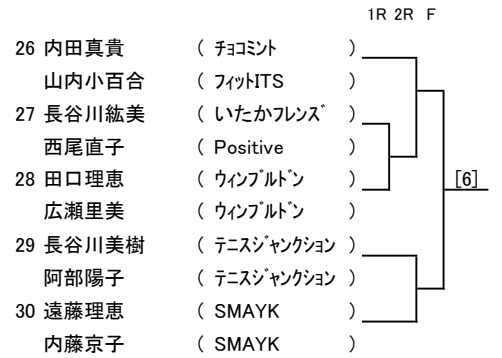 1R 2R F
26 内田真貴 ( チョコミント )
山内小百合 ( フィットITS )
27 長谷川紘美 ( いたかフレンズ )
西尾直子 ( Positive )
28 田口理恵 ( ウィンブルドン ) [6]
広瀬里美 ( ウィンブルドン )
29 長谷川美樹 ( テニスジャンクション )
阿部陽子 ( テニスジャンクション )
30 遠藤理恵 ( SMAYK )
内藤京子 ( SMAYK )